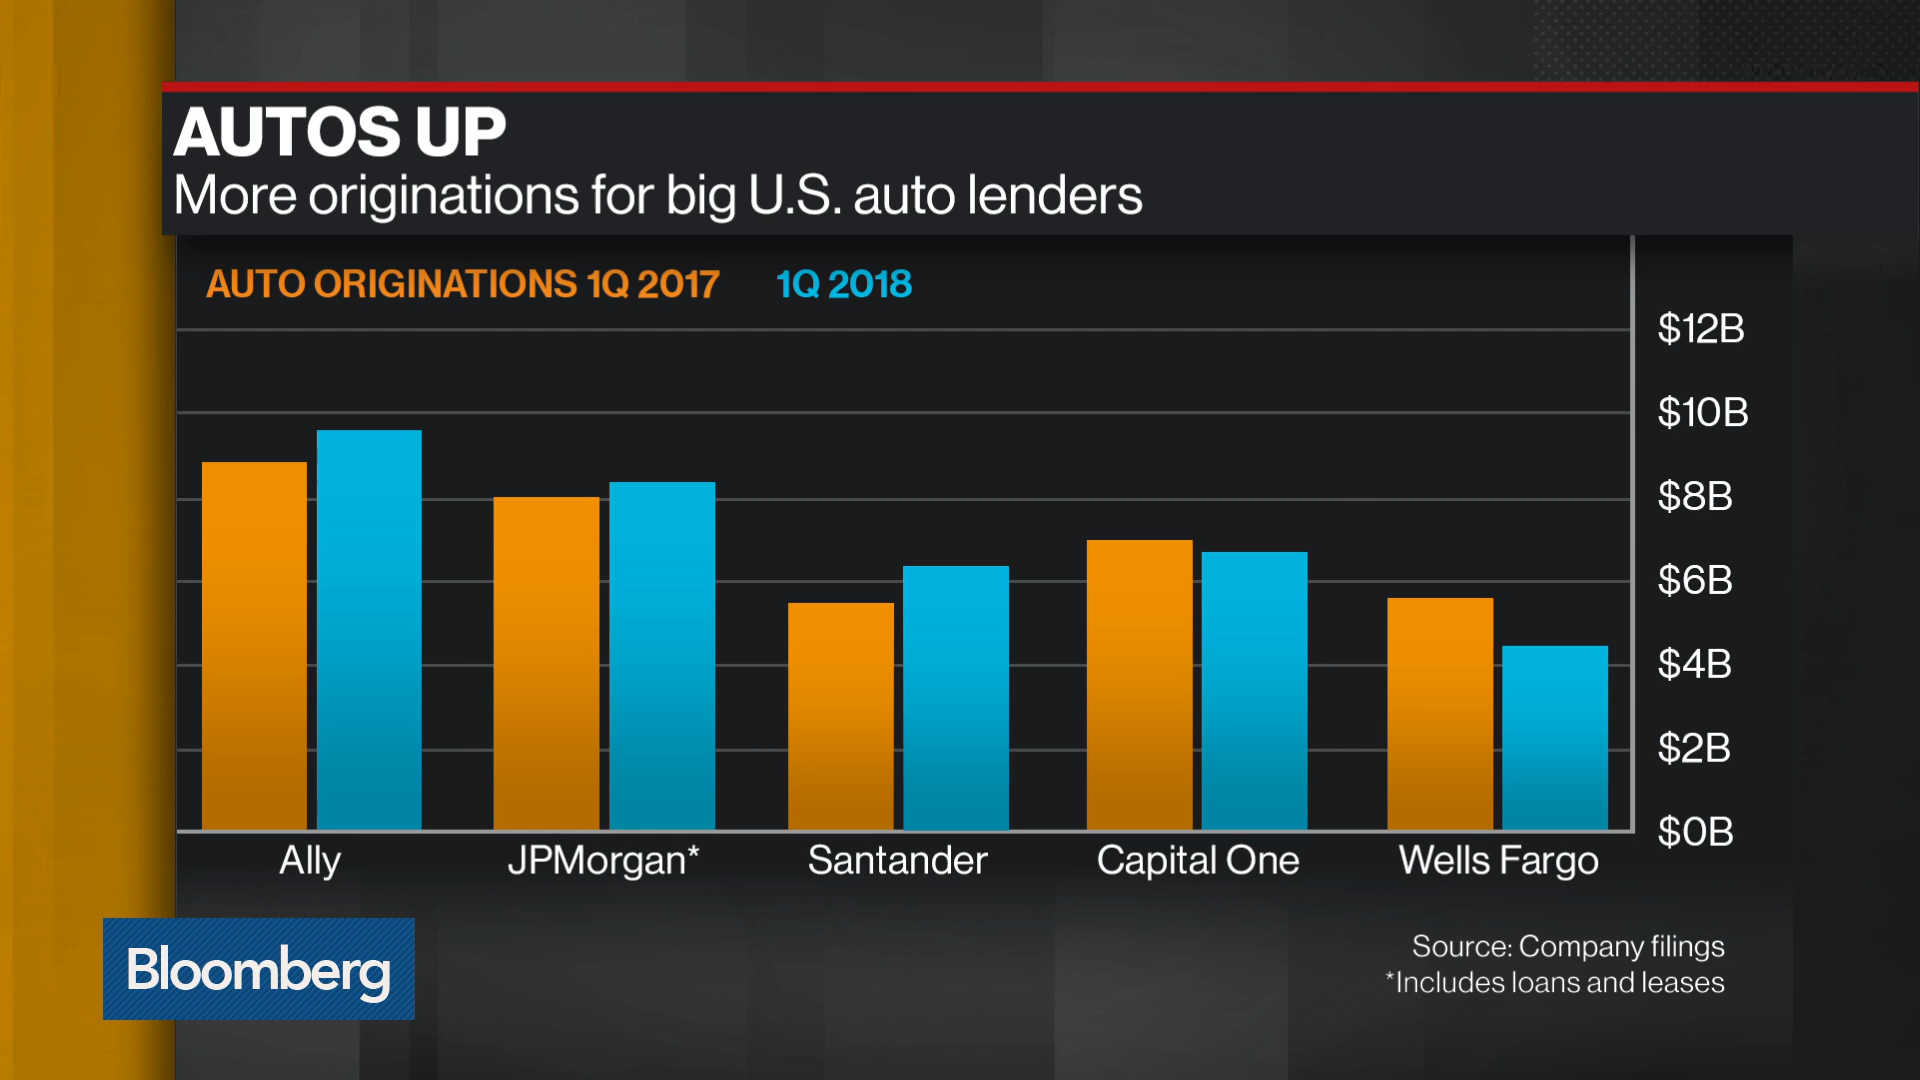 AUTOS UP
More originations for big U.S. auto lenders
AUTO ORIGINATIONS 1Q 2017 1Q 2018
$12B
$10B
$8B
$6B
$4B
$2B
$0B
Ally JPMorgan* Santander Capital One Wells Fargo
Bloomberg
Source: Company filings
*Includes loans and leases